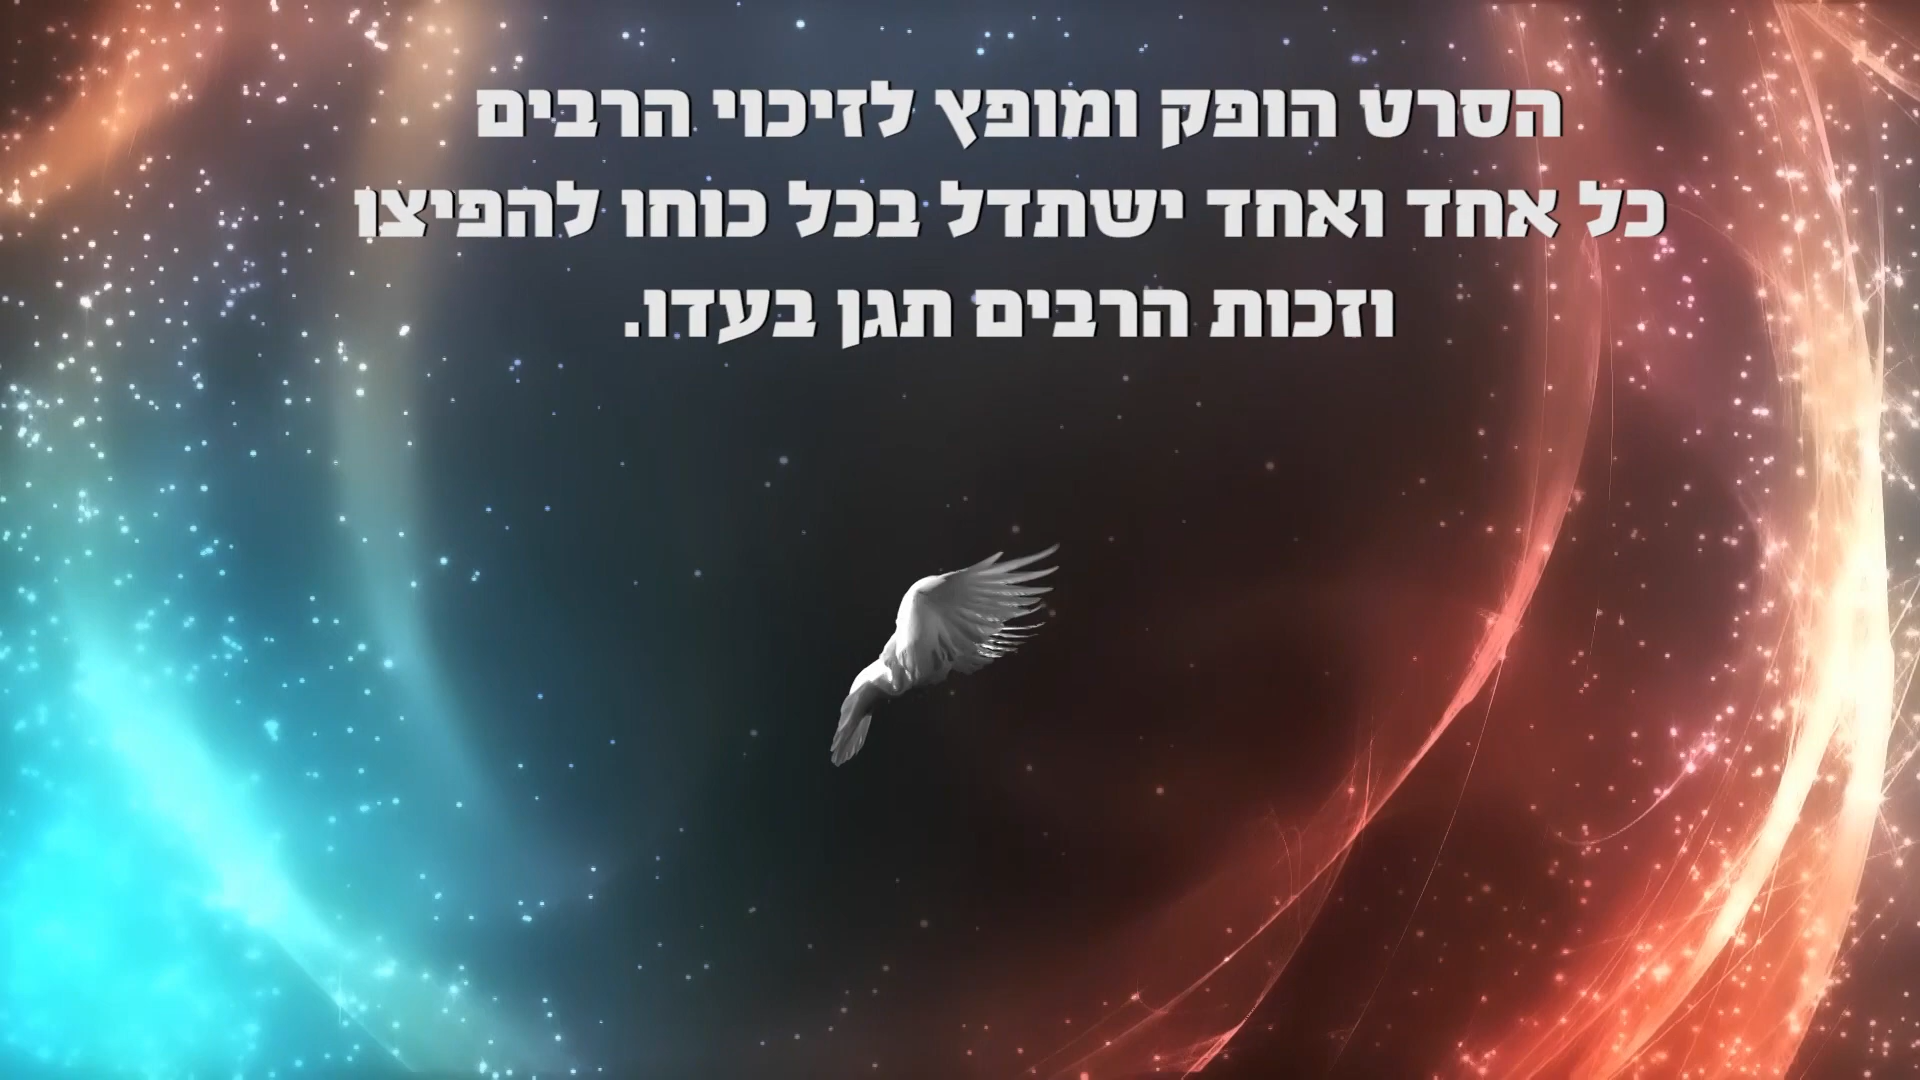 הסרט הופק ומופץ לזיכוי הרבים
כל אחד ואחד ישתדל בכל כוחו להפיצו
וזכות הרבים תגן בעדו.